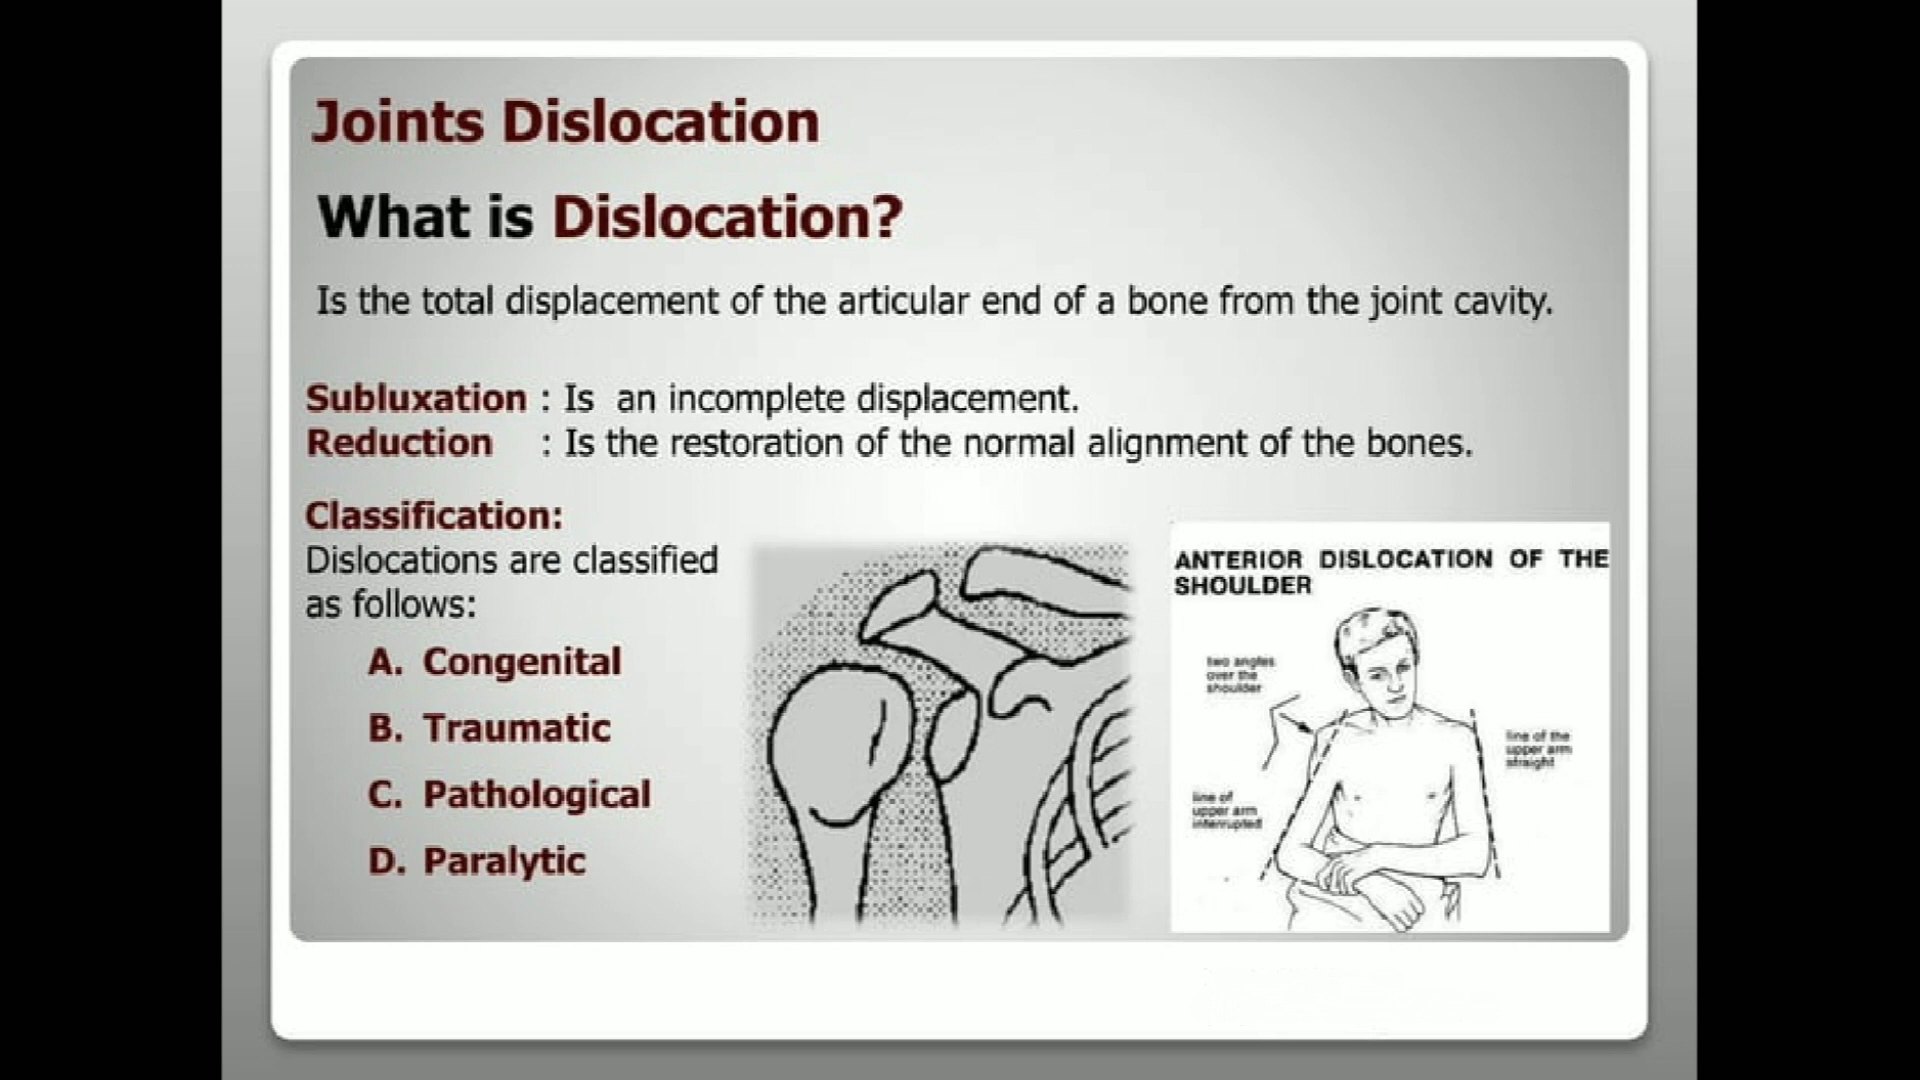 Joints Dislocation
What is Dislocation?
Is the total displacement of the articular end of a bone from the joint cavity.
Subluxation : Is an incomplete displacement.
Reduction : Is the restoration of the normal alignment of the bones.
Classification:
Dislocations are classified
as follows:
A. Congenital
B. Traumatic
C. Pathological
D. Paralytic
ANTERIOR DISLOCATION OF THE
SHOULDER
two angles
over the
shoulder
line of the
upper arm
straight
line of
upper arm
interrupted